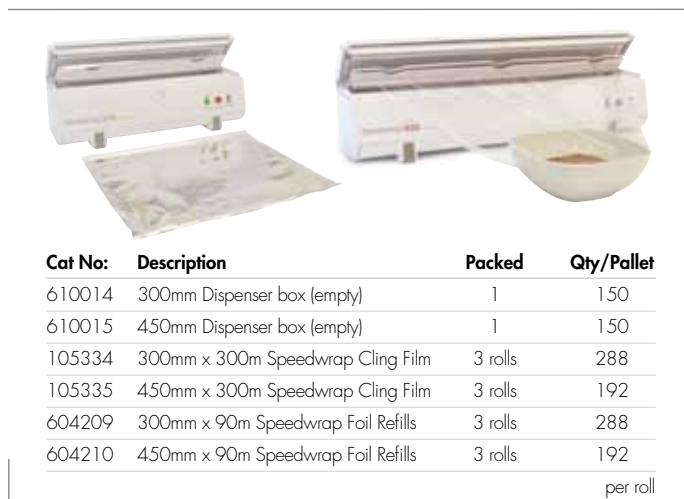 Cat No: Description Packed Qty/Pallet
610014 300mm Dispenser box (empty) 1 150
610015 450mm Dispenser box (empty) 1 150
105334 300mm x 300m Speedwrap Cling Film 3 rolls 288
105335 450mm x 300m Speedwrap Cling Film 3 rolls 192
604209 300mm x 90m Speedwrap Foil Refills 3 rolls 288
604210 450mm x 90m Speedwrap Foil Refills 3 rolls 192
per roll